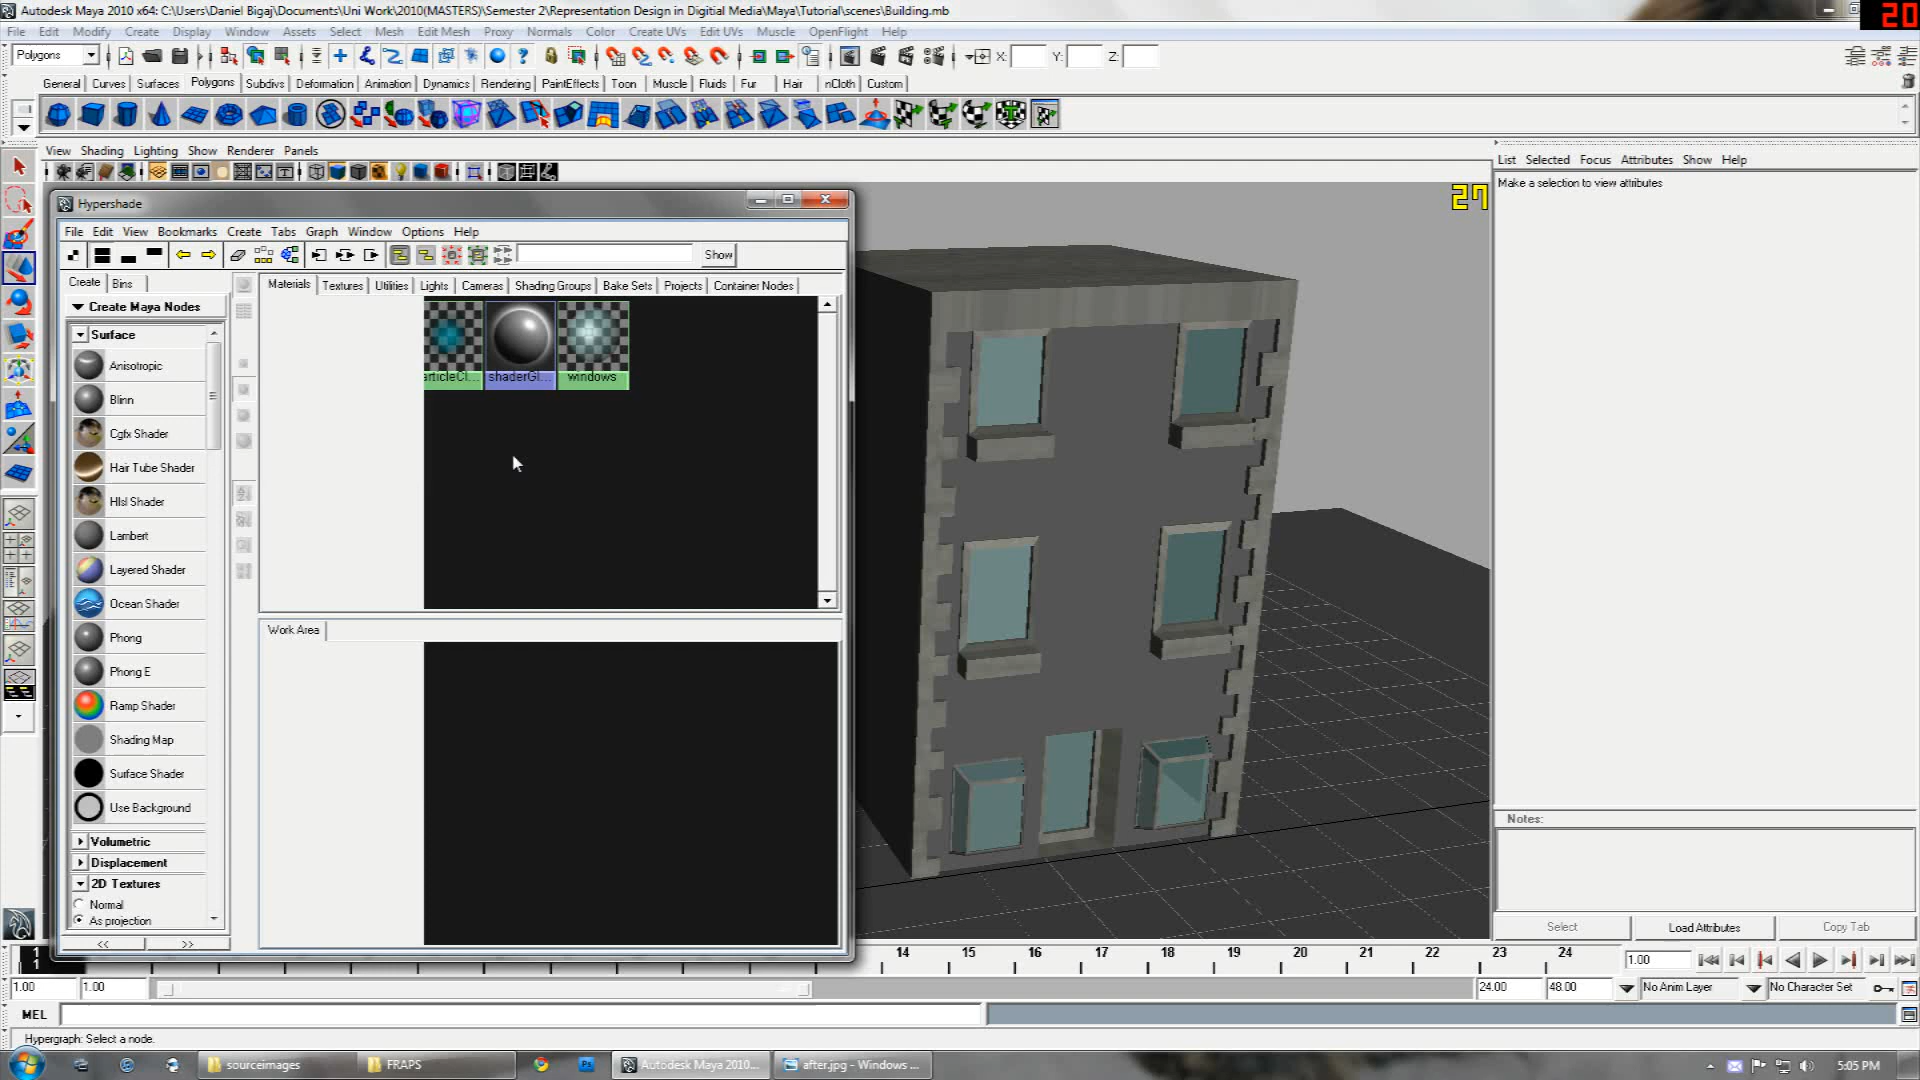 Autodesk Maya 2010 x64: C:\Users\Daniel Bigaj\Documents\Uni Work\2010(MASTERS)\Semester 2\Representation Design in Digitial Media\Maya\Tutorial\scenes\Building.mb
20
File Edit Modify Create Display Window Assets Select Mesh Edit Mesh Proxy Normals Color Create UVs Edit UVs Muscle OpenFlight Help
Polygons X: Y: Z:
General Curves Surfaces Polygons Subdivs Deformation Animation Dynamics Rendering PaintEffects Toon Muscle Fluids Fur Hair nCloth Custom
View Shading Lighting Show Renderer Panels
List Selected Focus Attributes Show Help
Make a selection to view attributes
27
Hypershade
File Edit View Bookmarks Create Tabs Graph Window Options Help
Show
Create Bins
Materials Textures Utilities Lights Cameras Shading Groups Bake Sets Projects Container Nodes
Create Maya Nodes
Surface
Anisotropic
Blinn
Cgfx Shader
Hair Tube Shader
Hlsl Shader
Lambert
Layered Shader
Ocean Shader
Phong
Phong E
Ramp Shader
Shading Map
Surface Shader
Use Background
Volumetric
Displacement
2D Textures
Normal
As projection
<< >>
articleCl... shaderGl... windows
Work Area
Notes:
Select Load Attributes Copy Tab
1 14 15 16 17 18 19 20 21 22 23 24
1
1.00
1.00 1.00 24.00 48.00 No Anim Layer No Character Set
MEL
Hypergraph: Select a node.
sourceimages FRAPS Ps Autodesk Maya 2010... after.jpg - Windows ... 5:05 PM